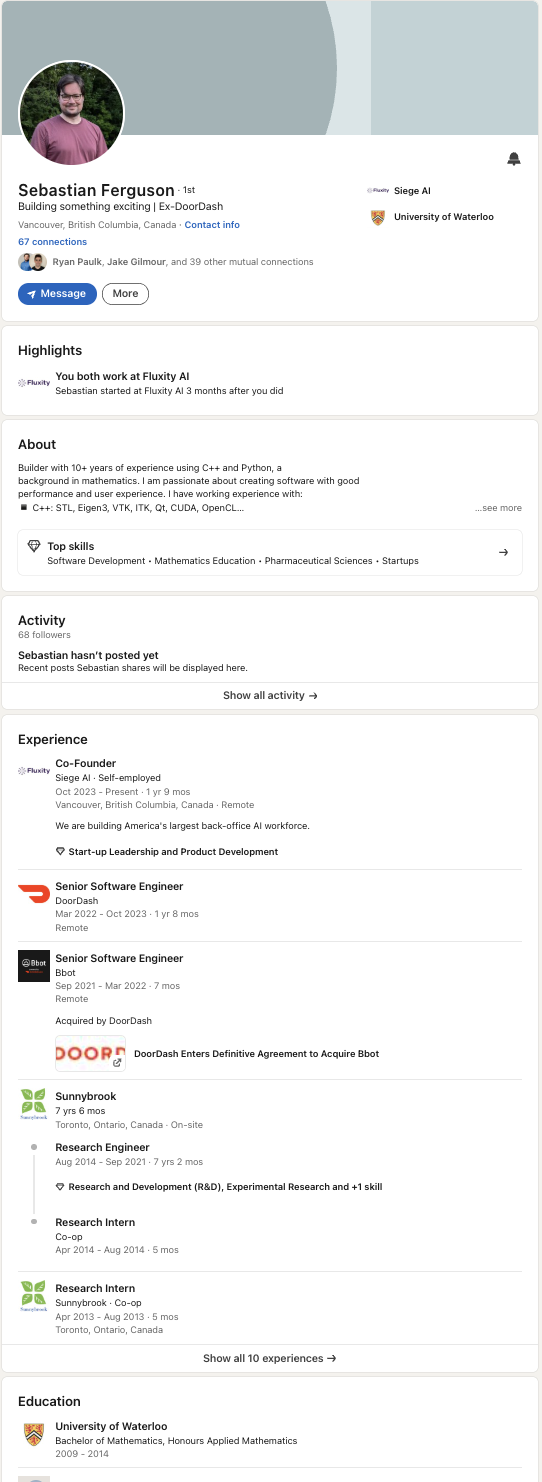 Sebastian Ferguson · 1st
Building something exciting | Ex-DoorDash
Vancouver, British Columbia, Canada · Contact info
67 connections
Ryan Paulk, Jake Gilmour, and 39 other mutual connections
Message
More
Fluxity
Siege AI
University of Waterloo
Highlights
Fluxity
You both work at Fluxity AI
Sebastian started at Fluxity AI 3 months after you did
About
Builder with 10+ years of experience using C++ and Python, a
background in mathematics. I am passionate about creating software with good
performance and user experience. I have working experience with:
■ C++: STL, Eigen3, VTK, ITK, Qt, CUDA, OpenCL…
…see more
Top skills
Software Development • Mathematics Education • Pharmaceutical Sciences • Startups
→
Activity
68 followers
Sebastian hasn't posted yet
Recent posts Sebastian shares will be displayed here.
Show all activity →
Experience
Fluxity
Co-Founder
Siege AI · Self-employed
Oct 2023 - Present · 1 yr 9 mos
Vancouver, British Columbia, Canada · Remote
We are building America's largest back-office AI workforce.
Start-up Leadership and Product Development
Senior Software Engineer
DoorDash
Mar 2022 - Oct 2023 · 1 yr 8 mos
Remote
Bbot
Senior Software Engineer
Bbot
Sep 2021 - Mar 2022 · 7 mos
Remote
Acquired by DoorDash
DOORD
DoorDash Enters Definitive Agreement to Acquire Bbot
Sunnybrook
Sunnybrook
7 yrs 6 mos
Toronto, Ontario, Canada · On-site
Research Engineer
Aug 2014 - Sep 2021 · 7 yrs 2 mos
Research and Development (R&D), Experimental Research and +1 skill
Research Intern
Co-op
Apr 2014 - Aug 2014 · 5 mos
Sunnybrook
Research Intern
Sunnybrook · Co-op
Apr 2013 - Aug 2013 · 5 mos
Toronto, Ontario, Canada
Show all 10 experiences →
Education
University of Waterloo
Bachelor of Mathematics, Honours Applied Mathematics
2009 - 2014